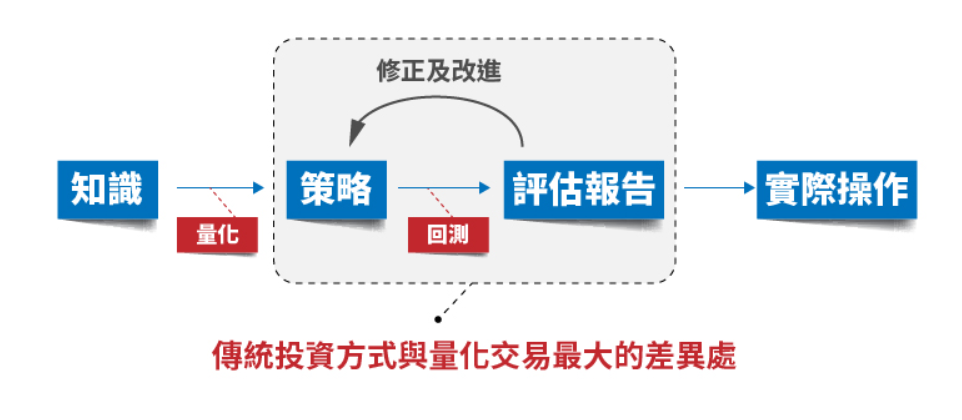 修正及改進
知識
策略
評估報告
實際操作
量化
回測
傳統投資方式與量化交易最大的差異處